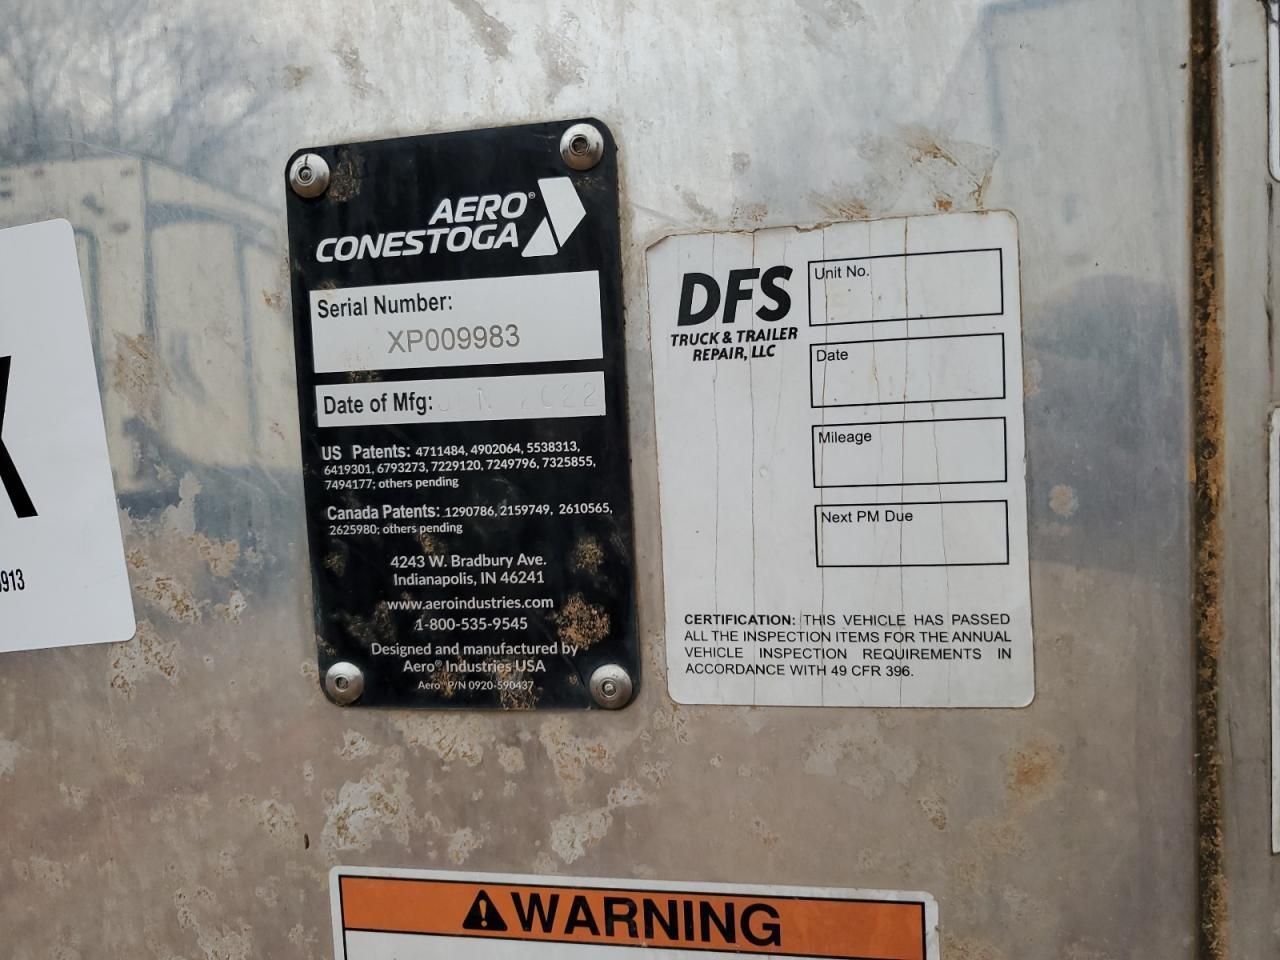 AERO®
CONESTOGA
Serial Number:
XP009983
Date of Mfg: 2022
US Patents: 4711484, 4902064, 5538313,
6419301, 6793273, 7229120, 7249796, 7325855,
7494177; others pending
Canada Patents: 1290786, 2159749, 2610565,
2625980; others pending
4243 W. Bradbury Ave.
Indianapolis, IN 46241
www.aeroindustries.com
1-800-535-9545
Designed and manufactured by
Aero® Industries USA
Aero® P/N 0920-590437
DFS
TRUCK & TRAILER
REPAIR, LLC
Unit No.
Date
Mileage
Next PM Due
CERTIFICATION: THIS VEHICLE HAS PASSED
ALL THE INSPECTION ITEMS FOR THE ANNUAL
VEHICLE INSPECTION REQUIREMENTS IN
ACCORDANCE WITH 49 CFR 396.
WARNING